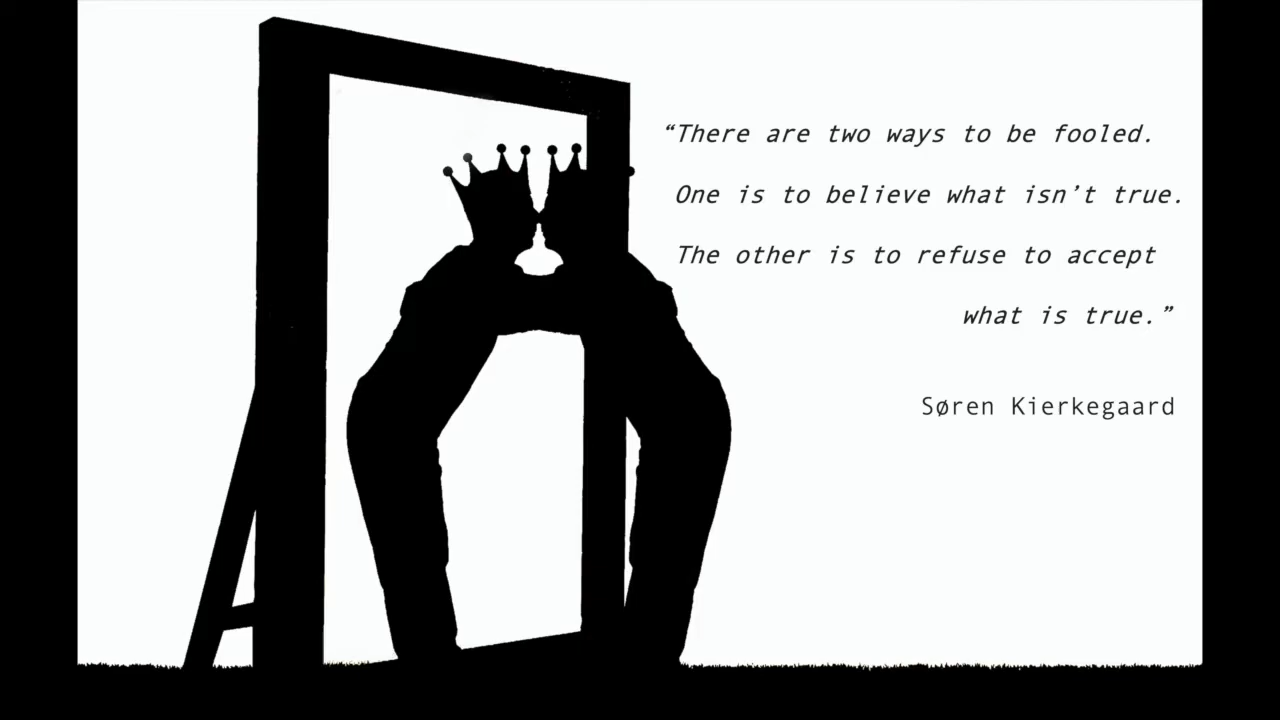 “There are two ways to be fooled.
One is to believe what isn’t true.
The other is to refuse to accept
what is true.”
Søren Kierkegaard